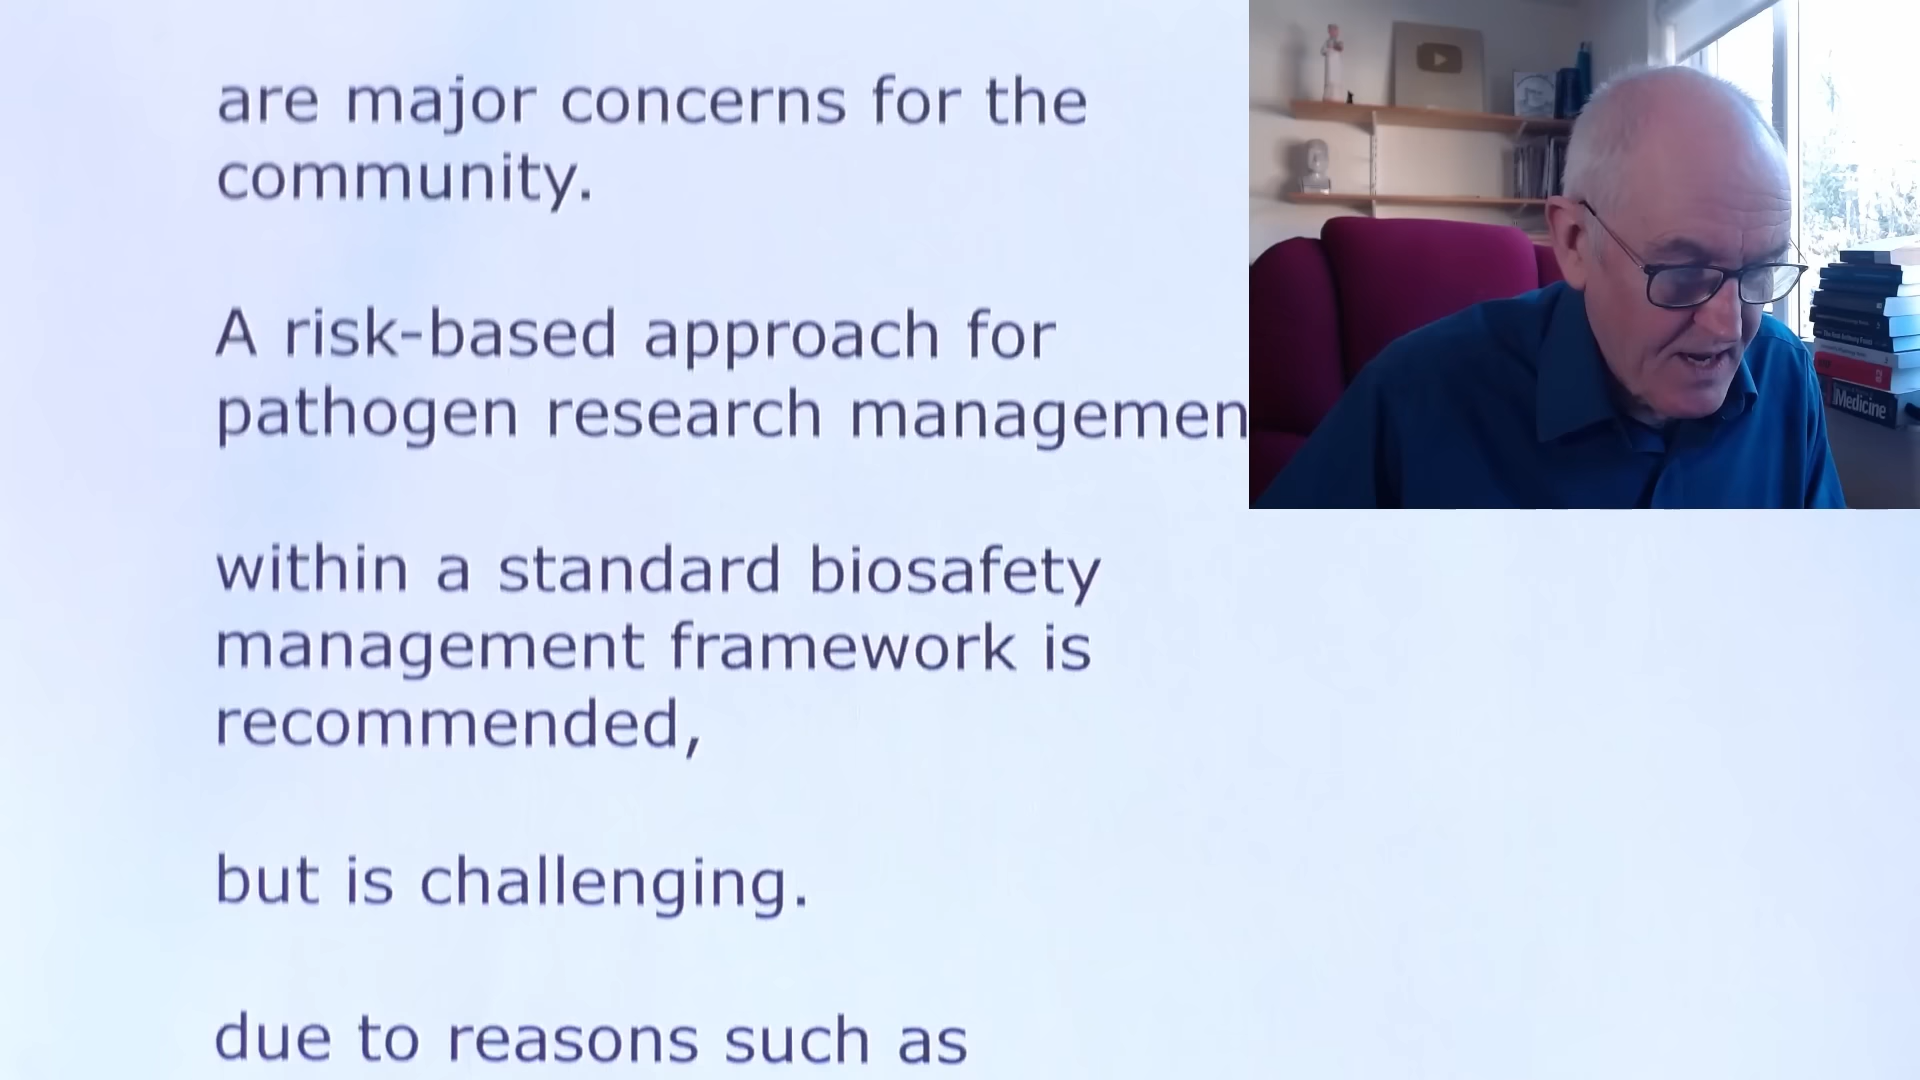 are major concerns for the
community.
A risk-based approach for
pathogen research managemen
within a standard biosafety
management framework is
recommended,
but is challenging.
due to reasons such as
Medicine